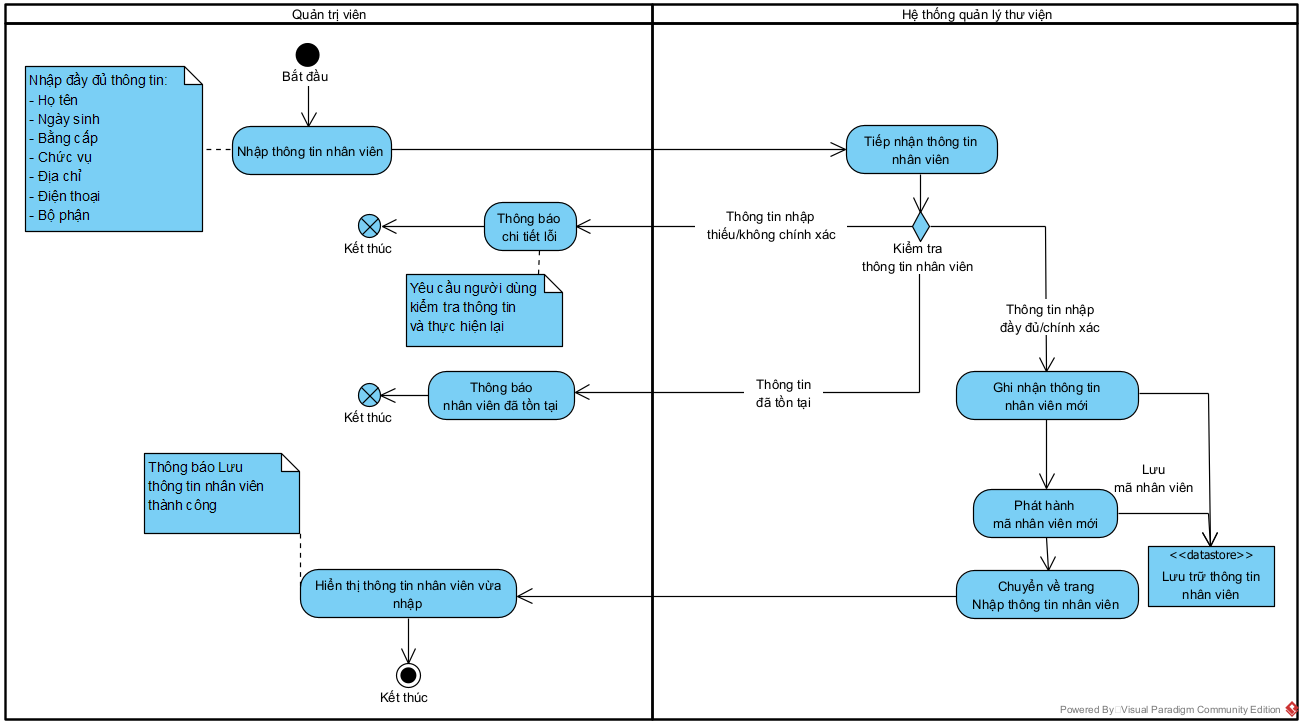 Quản trị viên
Hệ thống quản lý thư viện
Bắt đầu
Nhập đầy đủ thông tin:
- Họ tên
- Ngày sinh
- Bằng cấp
- Chức vụ
- Địa chỉ
- Điện thoại
- Bộ phận
Nhập thông tin nhân viên
Tiếp nhận thông tin
nhân viên
Thông tin nhập
thiếu/không chính xác
Thông báo
chi tiết lỗi
Kết thúc
Kiểm tra
thông tin nhân viên
Yêu cầu người dùng
kiểm tra thông tin
và thực hiện lại
Thông tin nhập
đầy đủ/chính xác
Thông tin
đã tồn tại
Thông báo
nhân viên đã tồn tại
Kết thúc
Ghi nhận thông tin
nhân viên mới
Thông báo Lưu
thông tin nhân viên
thành công
Lưu
mã nhân viên
Phát hành
mã nhân viên mới
<<datastore>>
Lưu trữ thông tin
nhân viên
Chuyển về trang
Nhập thông tin nhân viên
Hiển thị thông tin nhân viên vừa
nhập
Kết thúc
Powered By Visual Paradigm Community Edition